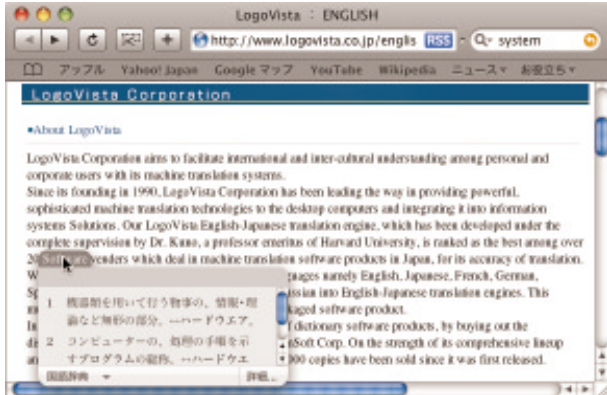 LogoVista : ENGLISH
http://www.logovista.co.jp/englis RSS system
アップル Yahoo! Japan Google マップ YouTube Wikipedia ニュース お役立ち
LogoVista Corporation
•About LogoVista
LogoVista Corporation aims to facilitate international and inter-cultural understanding among personal and
corporate users with its machine translation systems.
Since its founding in 1990, LogoVista Corporation has been leading the way in providing powerful,
sophisticated machine translation technologies to the desktop computers and integrating it into information
systems Solutions. Our LogoVista English-Japanese translation engine, which has been developed under the
complete supervision by Dr. Kuno, a professor emeritus of Harvard University, is ranked as the best among over
20 Software venders which deal in machine translation software products in Japan, for its accuracy of translation.
W guages namely English, Japanese, French, German,
Sp ssian into English-Japanese translation engines. This
kaged software product.
In f dictionary software products, by buying out the
nSoft Corp. On the strength of its comprehensive lineup
an 000 copies have been sold since it was first released.
1 機器類を用いて行う物事の、情報・理
論など無形の部分。↔ハードウエア。
2 コンピューターの、処理の手順を示
すプログラムの総称。↔ハードウエ
国語辞典 詳細...